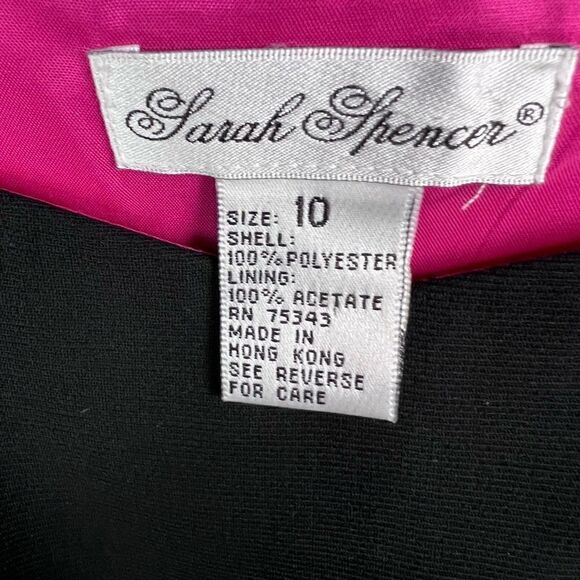 Sarah Spencer®
SIZE: 10
SHELL:
100% POLYESTER
LINING:
100% ACETATE
RN 75343
MADE IN
HONG KONG
SEE REVERSE
FOR CARE